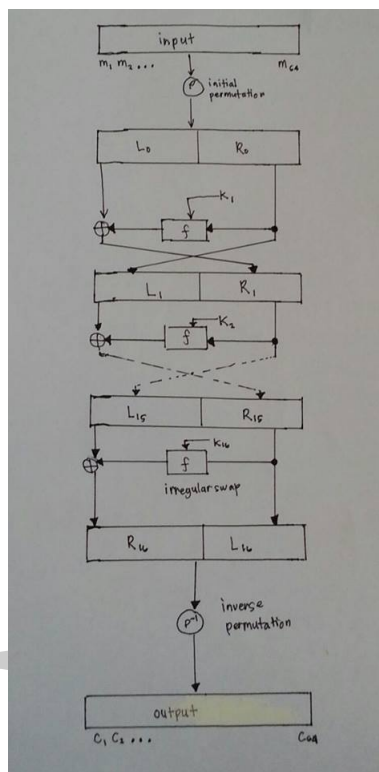 input
m₁ m₂ ... m₆₄
P
initial
permutation
L₀ R₀
K₁
f
L₁ R₁
K₂
f
L₁₅ R₁₅
K₁₆
f
irregular swap
R₁₆ L₁₆
P⁻¹
inverse
permutation
output
C₁ C₂ ... C₆₄